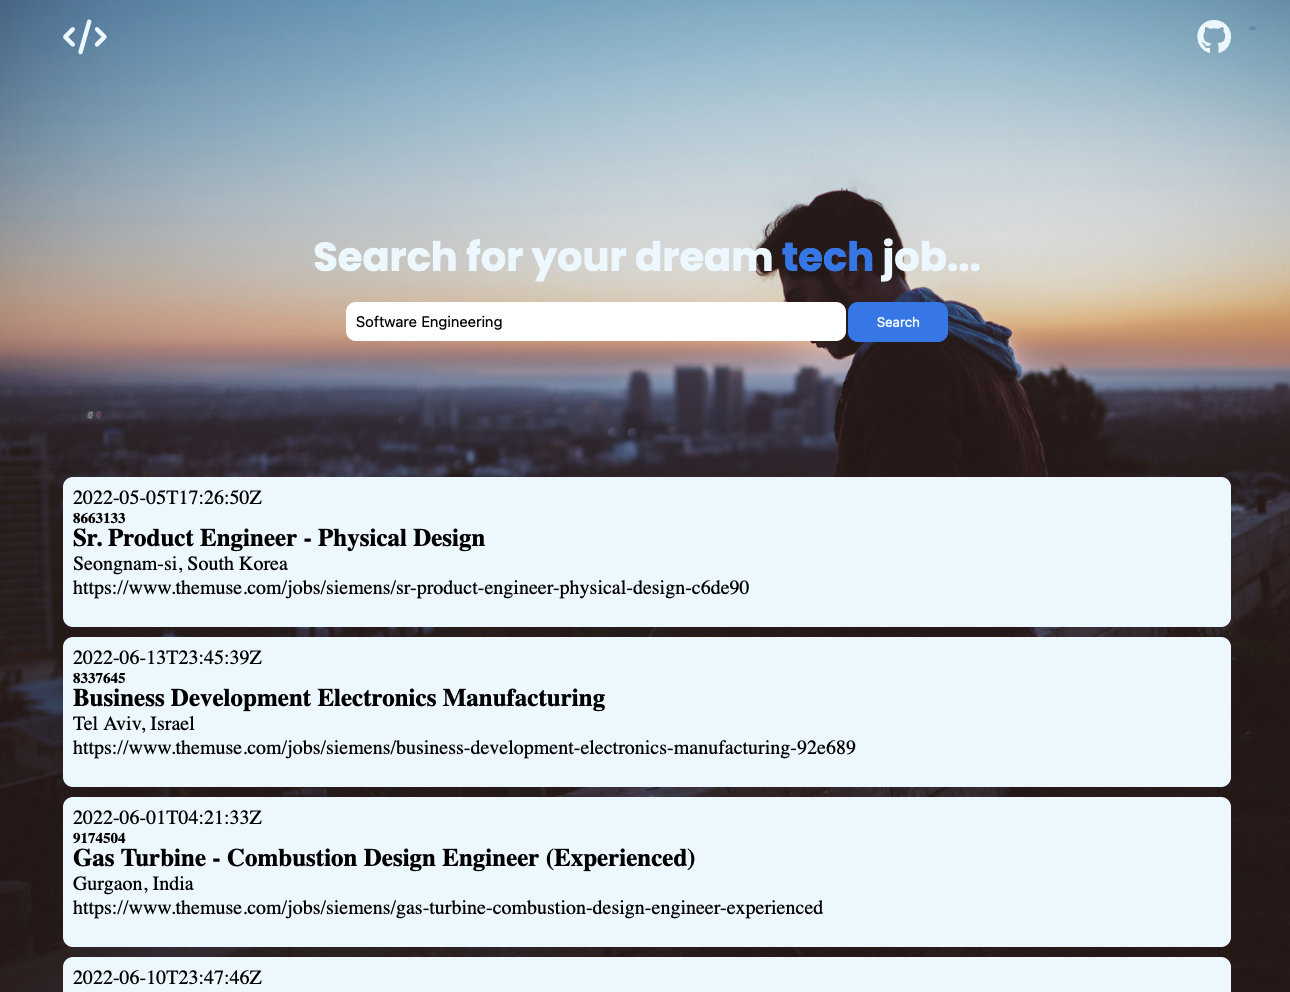 </>
Search for your dream tech job...
Software Engineering
Search
2022-05-05T17:26:50Z
8663133
Sr. Product Engineer - Physical Design
Seongnam-si, South Korea
https://www.themuse.com/jobs/siemens/sr-product-engineer-physical-design-c6de90
2022-06-13T23:45:39Z
8337645
Business Development Electronics Manufacturing
Tel Aviv, Israel
https://www.themuse.com/jobs/siemens/business-development-electronics-manufacturing-92e689
2022-06-01T04:21:33Z
9174504
Gas Turbine - Combustion Design Engineer (Experienced)
Gurgaon, India
https://www.themuse.com/jobs/siemens/gas-turbine-combustion-design-engineer-experienced
2022-06-10T23:47:46Z